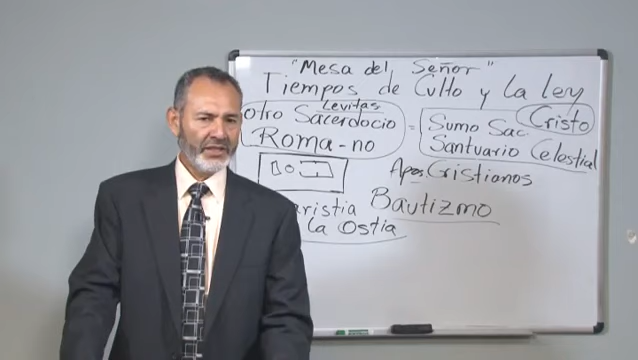 "Mesa del Señor"
Tiempos de Culto y la Ley
Levitas
otro Sacerdocio = Sumo Sac. Cristo
Roma-no Santuario Celestial
Apos. Cristianos
aristia Bautizmo
la Ostia